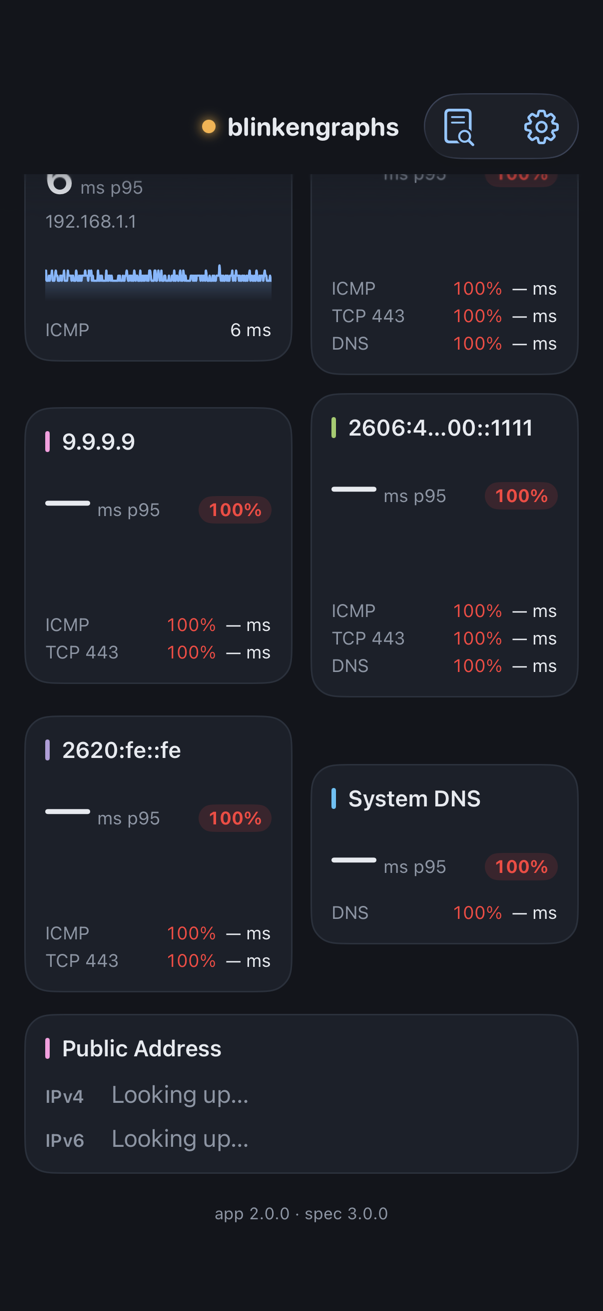 blinkengraphs
6 ms p95
192.168.1.1
ICMP 6 ms
ms p95 100%
ICMP 100% — ms
TCP 443 100% — ms
DNS 100% — ms
9.9.9.9
— ms p95 100%
ICMP 100% — ms
TCP 443 100% — ms
2606:4...00::1111
— ms p95 100%
ICMP 100% — ms
TCP 443 100% — ms
DNS 100% — ms
2620:fe::fe
— ms p95 100%
ICMP 100% — ms
TCP 443 100% — ms
System DNS
— ms p95 100%
DNS 100% — ms
Public Address
IPv4 Looking up...
IPv6 Looking up...
app 2.0.0 · spec 3.0.0